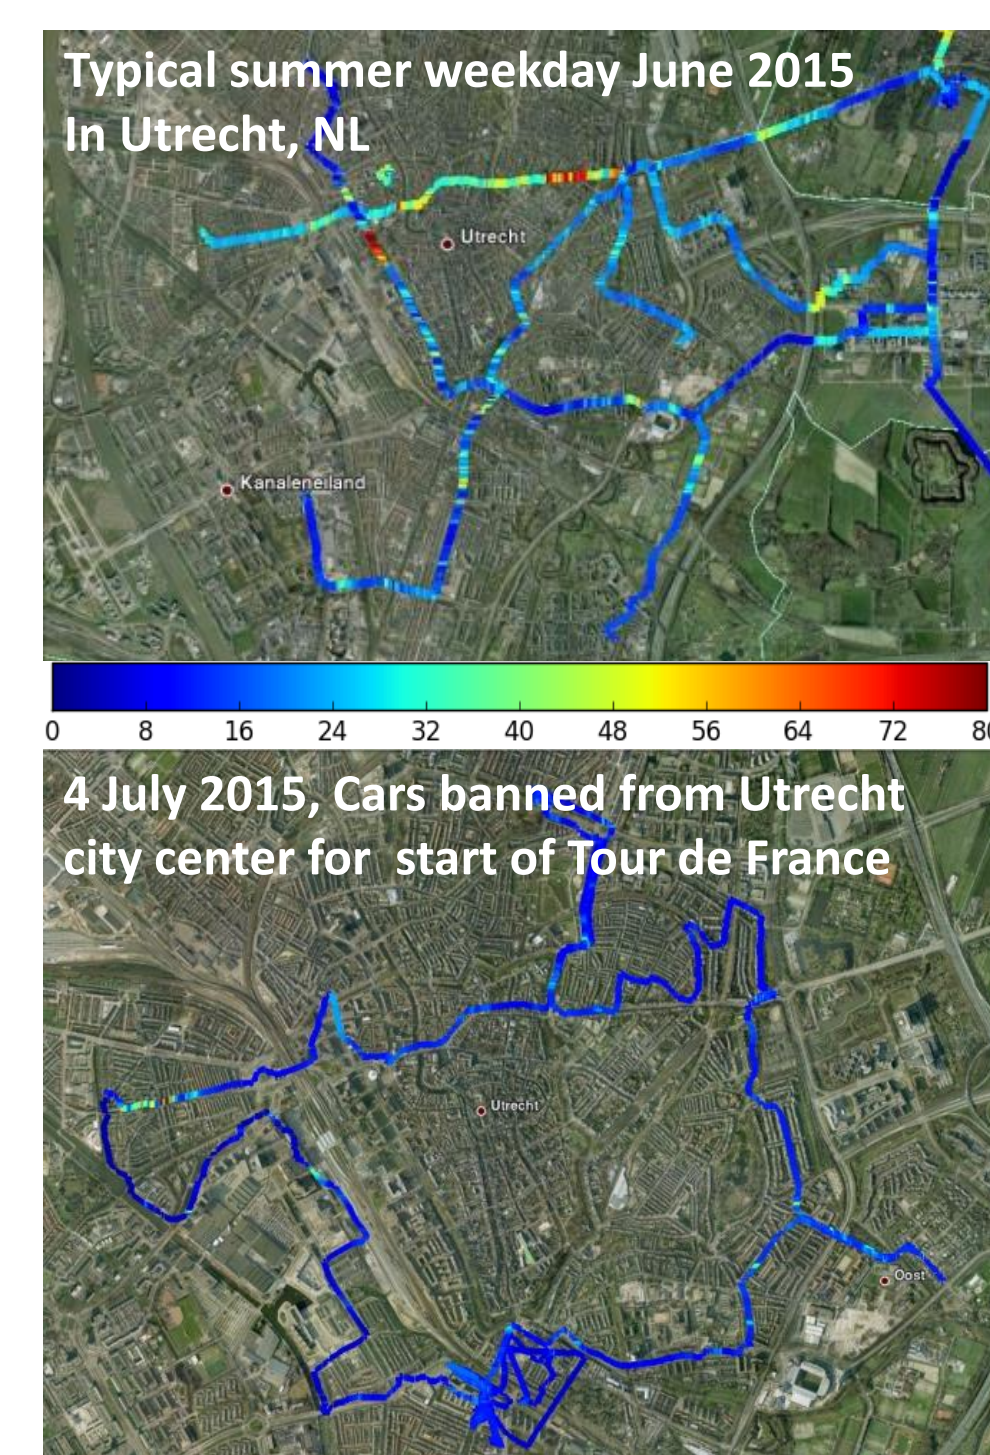 Typical summer weekday June 2015
In Utrecht, NL
Utrecht
Kanaleneiland
0 8 16 24 32 40 48 56 64 72 80
4 July 2015, Cars banned from Utrecht
city center for start of Tour de France
Utrecht
Oost